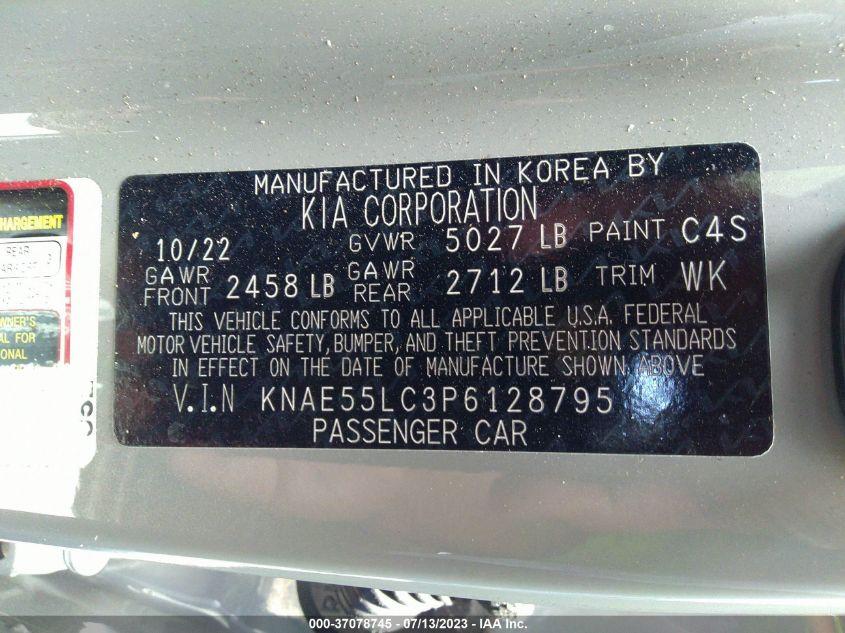 MANUFACTURED IN KOREA BY
KIA CORPORATION
10/22 GVWR 5027 LB PAINT C4S
GAWR FRONT 2458 LB GAWR REAR 2712 LB TRIM WK
THIS VEHICLE CONFORMS TO ALL APPLICABLE U.S.A. FEDERAL
MOTOR VEHICLE SAFETY, BUMPER, AND THEFT PREVENTION STANDARDS
IN EFFECT ON THE DATE OF MANUFACTURE SHOWN ABOVE
V.I.N KNAE55LC3P6128795
PASSENGER CAR
REAR
FOR
000-37078745 - 07/13/2023 - IAA Inc.